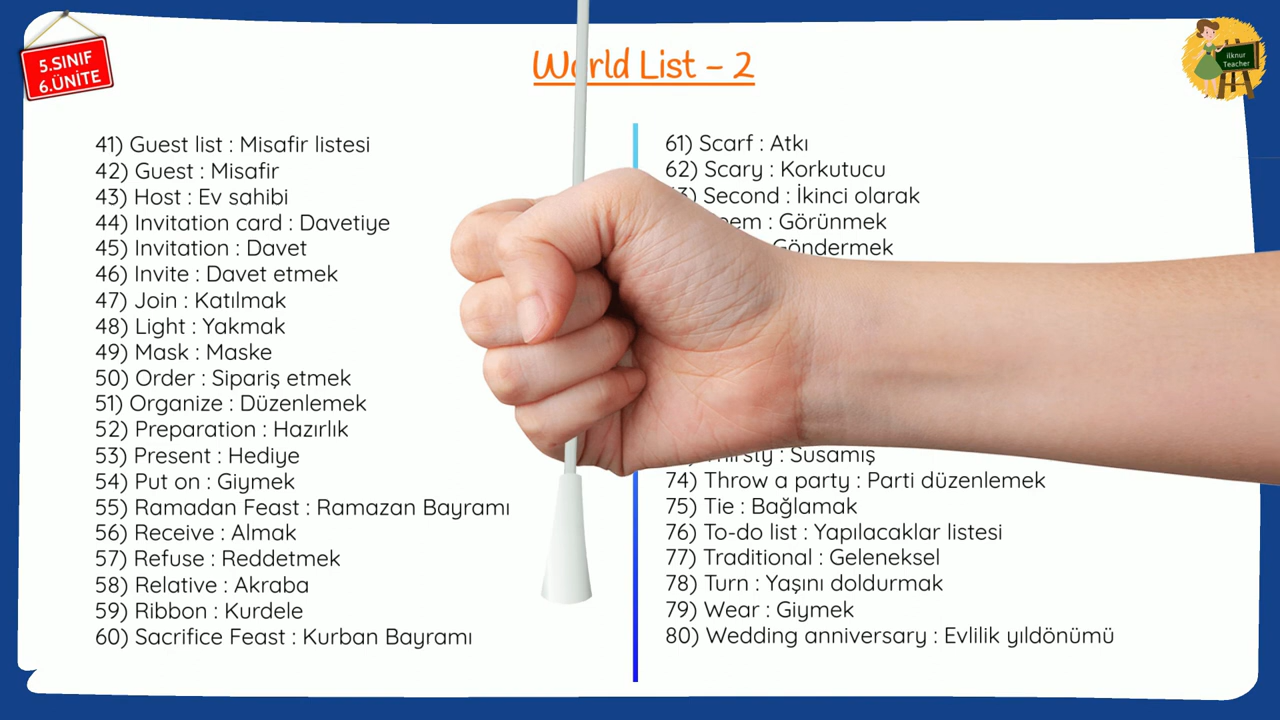 5.SINIF
6.ÜNİTE
World List - 2
ilknur
Teacher
41) Guest list : Misafir listesi
42) Guest : Misafir
43) Host : Ev sahibi
44) Invitation card : Davetiye
45) Invitation : Davet
46) Invite : Davet etmek
47) Join : Katılmak
48) Light : Yakmak
49) Mask : Maske
50) Order : Sipariş etmek
51) Organize : Düzenlemek
52) Preparation : Hazırlık
53) Present : Hediye
54) Put on : Giymek
55) Ramadan Feast : Ramazan Bayramı
56) Receive : Almak
57) Refuse : Reddetmek
58) Relative : Akraba
59) Ribbon : Kurdele
60) Sacrifice Feast : Kurban Bayramı
61) Scarf : Atkı
62) Scary : Korkutucu
Second : İkinci olarak
: Görünmek
Göndermek
Thirsty : Susamış
74) Throw a party : Parti düzenlemek
75) Tie : Bağlamak
76) To-do list : Yapılacaklar listesi
77) Traditional : Geleneksel
78) Turn : Yaşını doldurmak
79) Wear : Giymek
80) Wedding anniversary : Evlilik yıldönümü